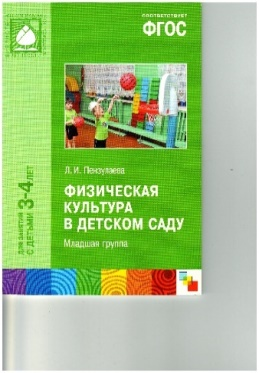 СООТВЕТСТВУЕТ
ФГОС
Л. И. Пензулаева
ФИЗИЧЕСКАЯ
КУЛЬТУРА
В ДЕТСКОМ САДУ
Младшая группа
ДЛЯ ЗАНЯТИЙ
С ДЕТЬМИ 3-4 ЛЕТ